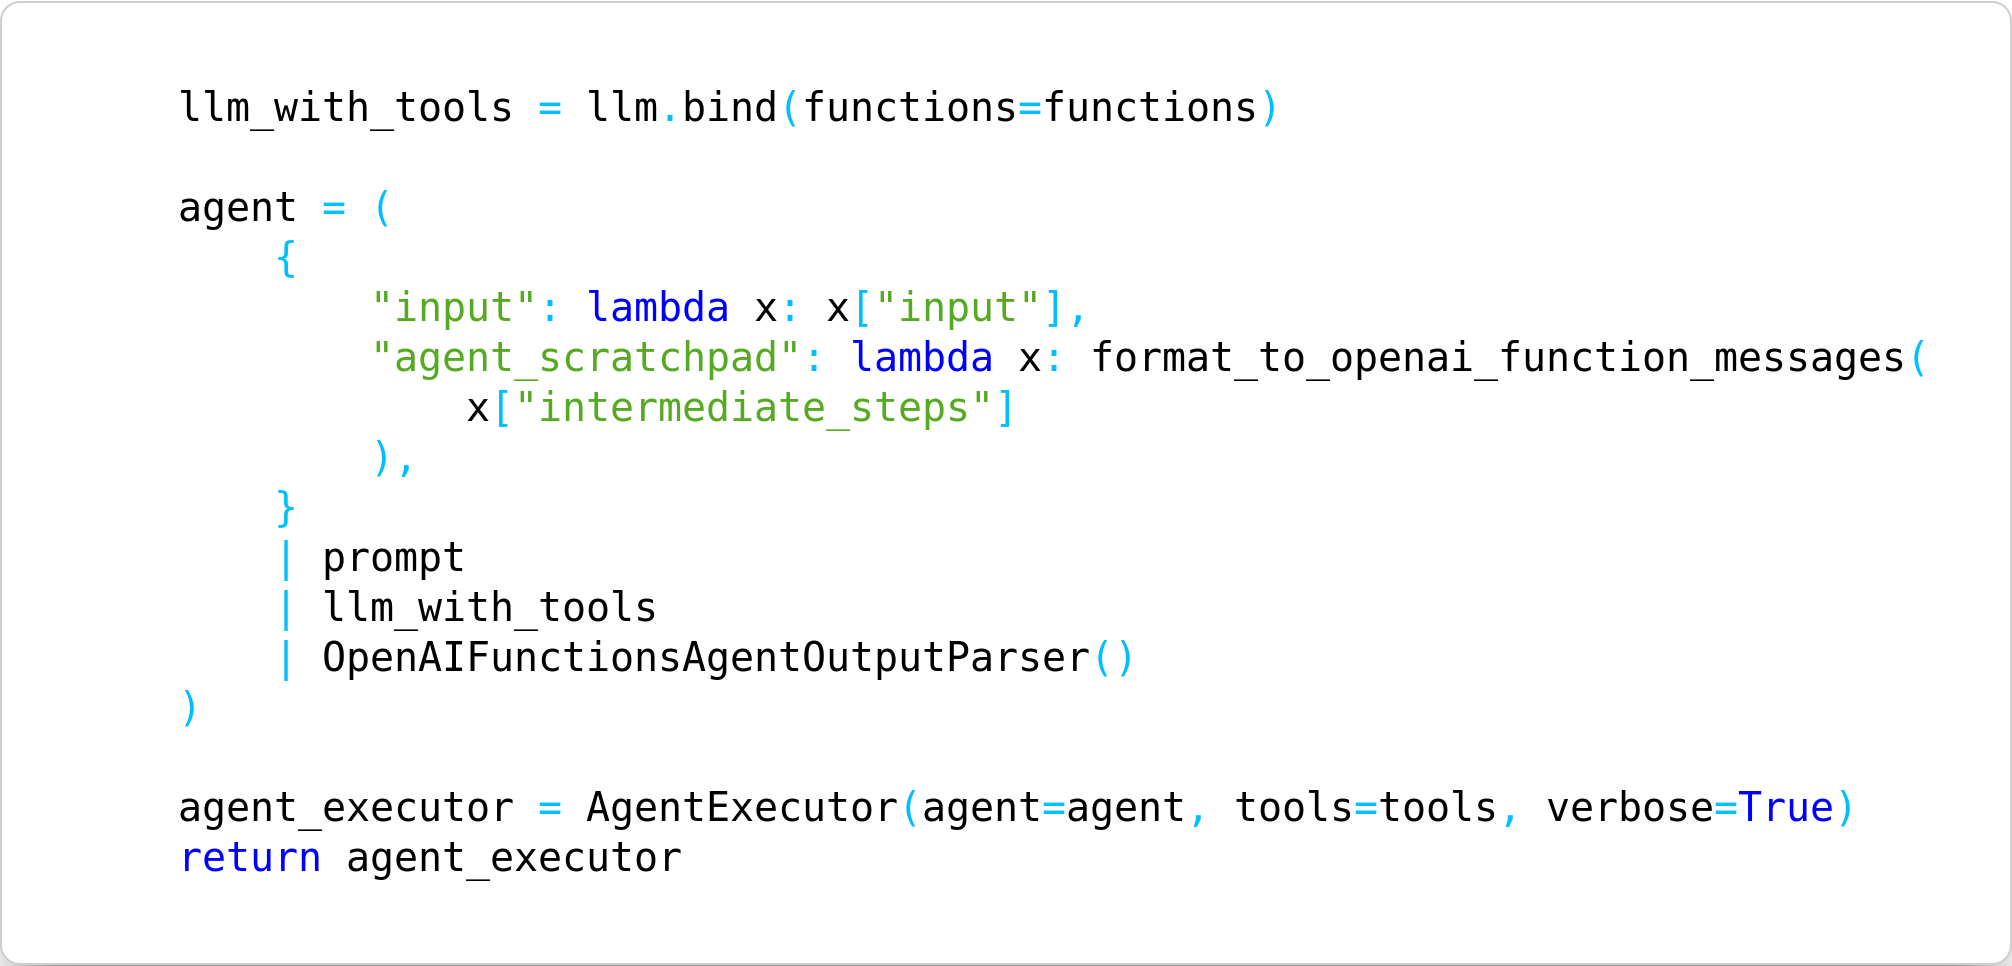 llm_with_tools = llm.bind(functions=functions)
agent = (
    {
        "input": lambda x: x["input"],
        "agent_scratchpad": lambda x: format_to_openai_function_messages(
            x["intermediate_steps"]
        ),
    }
    | prompt
    | llm_with_tools
    | OpenAIFunctionsAgentOutputParser()
)
agent_executor = AgentExecutor(agent=agent, tools=tools, verbose=True)
return agent_executor